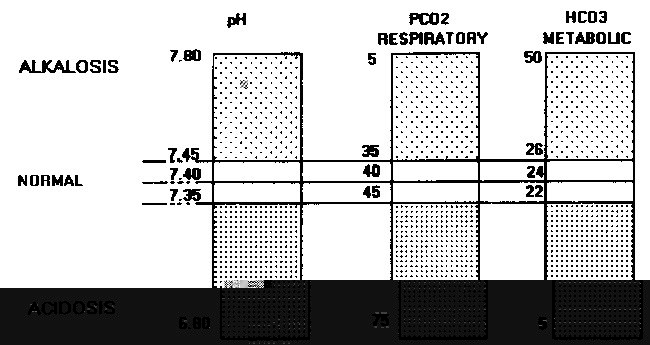 pH PCO2 HCO3
RESPIRATORY METABOLIC
7.80 5 50
ALKALOSIS
7.45 35 26
7.40 40 24
NORMAL
7.35 45 22
ACIDOSIS
6.80 75 5